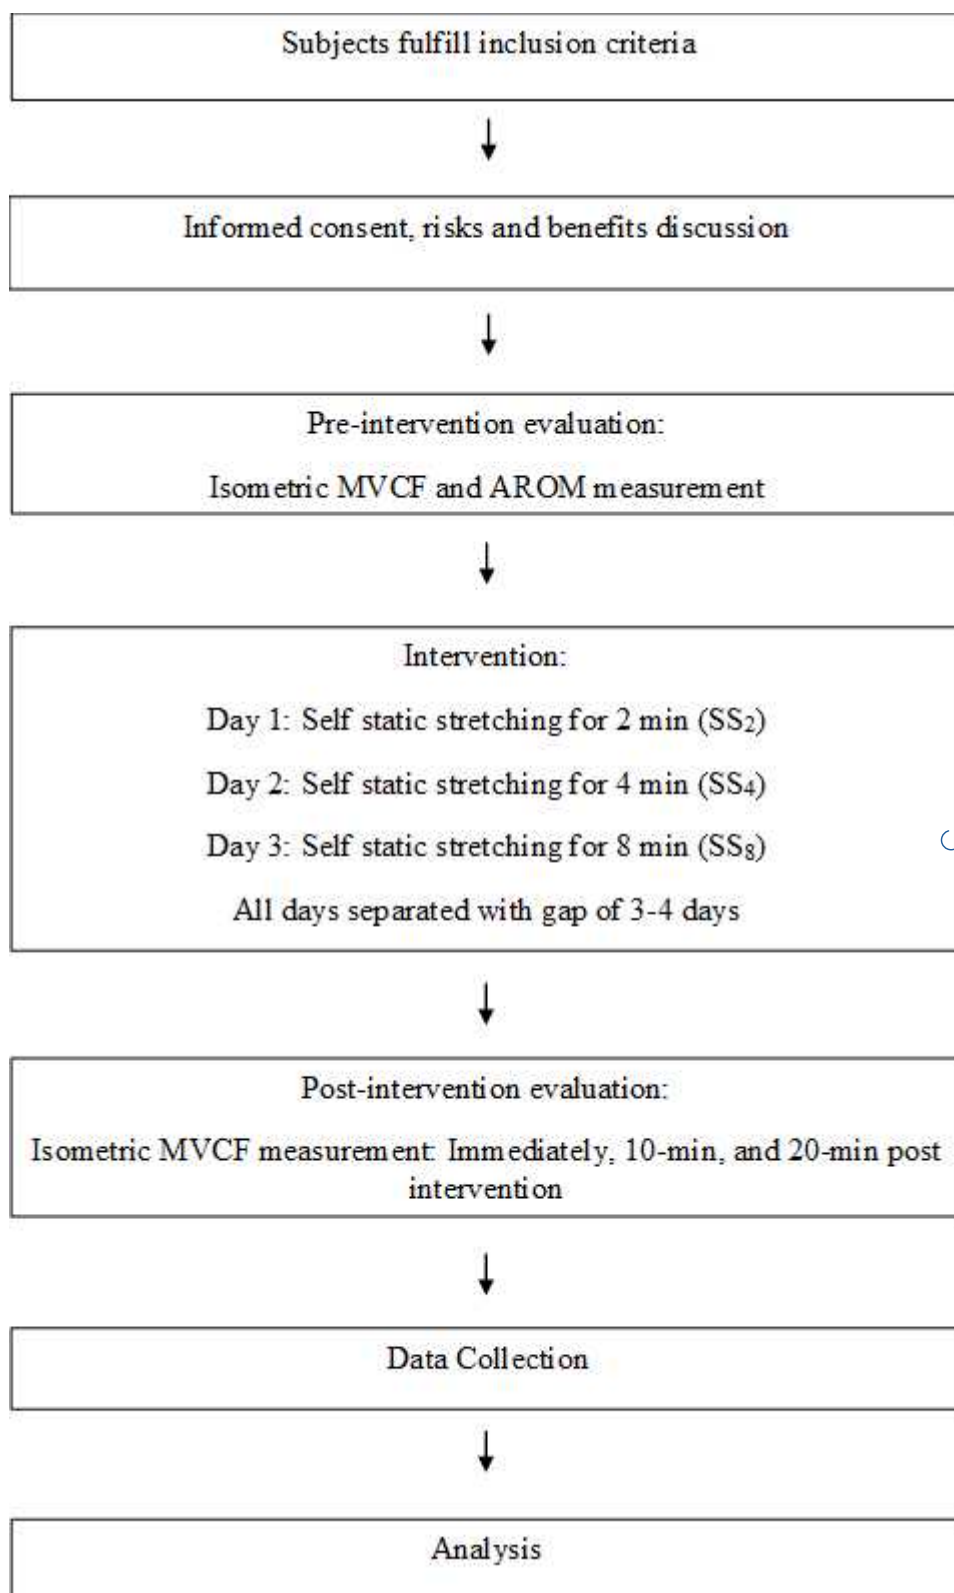 Subjects fulfill inclusion criteria
Informed consent, risks and benefits discussion
Pre-intervention evaluation:
Isometric MVCF and AROM measurement
Intervention:
Day 1: Self static stretching for 2 min (SS₂)
Day 2: Self static stretching for 4 min (SS₄)
Day 3: Self static stretching for 8 min (SS₈)
All days separated with gap of 3-4 days
Post-intervention evaluation:
Isometric MVCF measurement: Immediately, 10-min, and 20-min post
intervention
Data Collection
Analysis